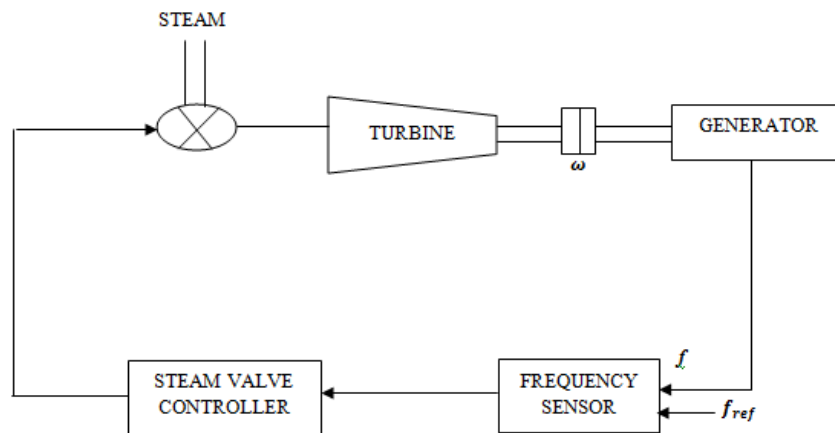 STEAM
TURBINE
GENERATOR
ω
f
STEAM VALVE
CONTROLLER
FREQUENCY
SENSOR
f_ref